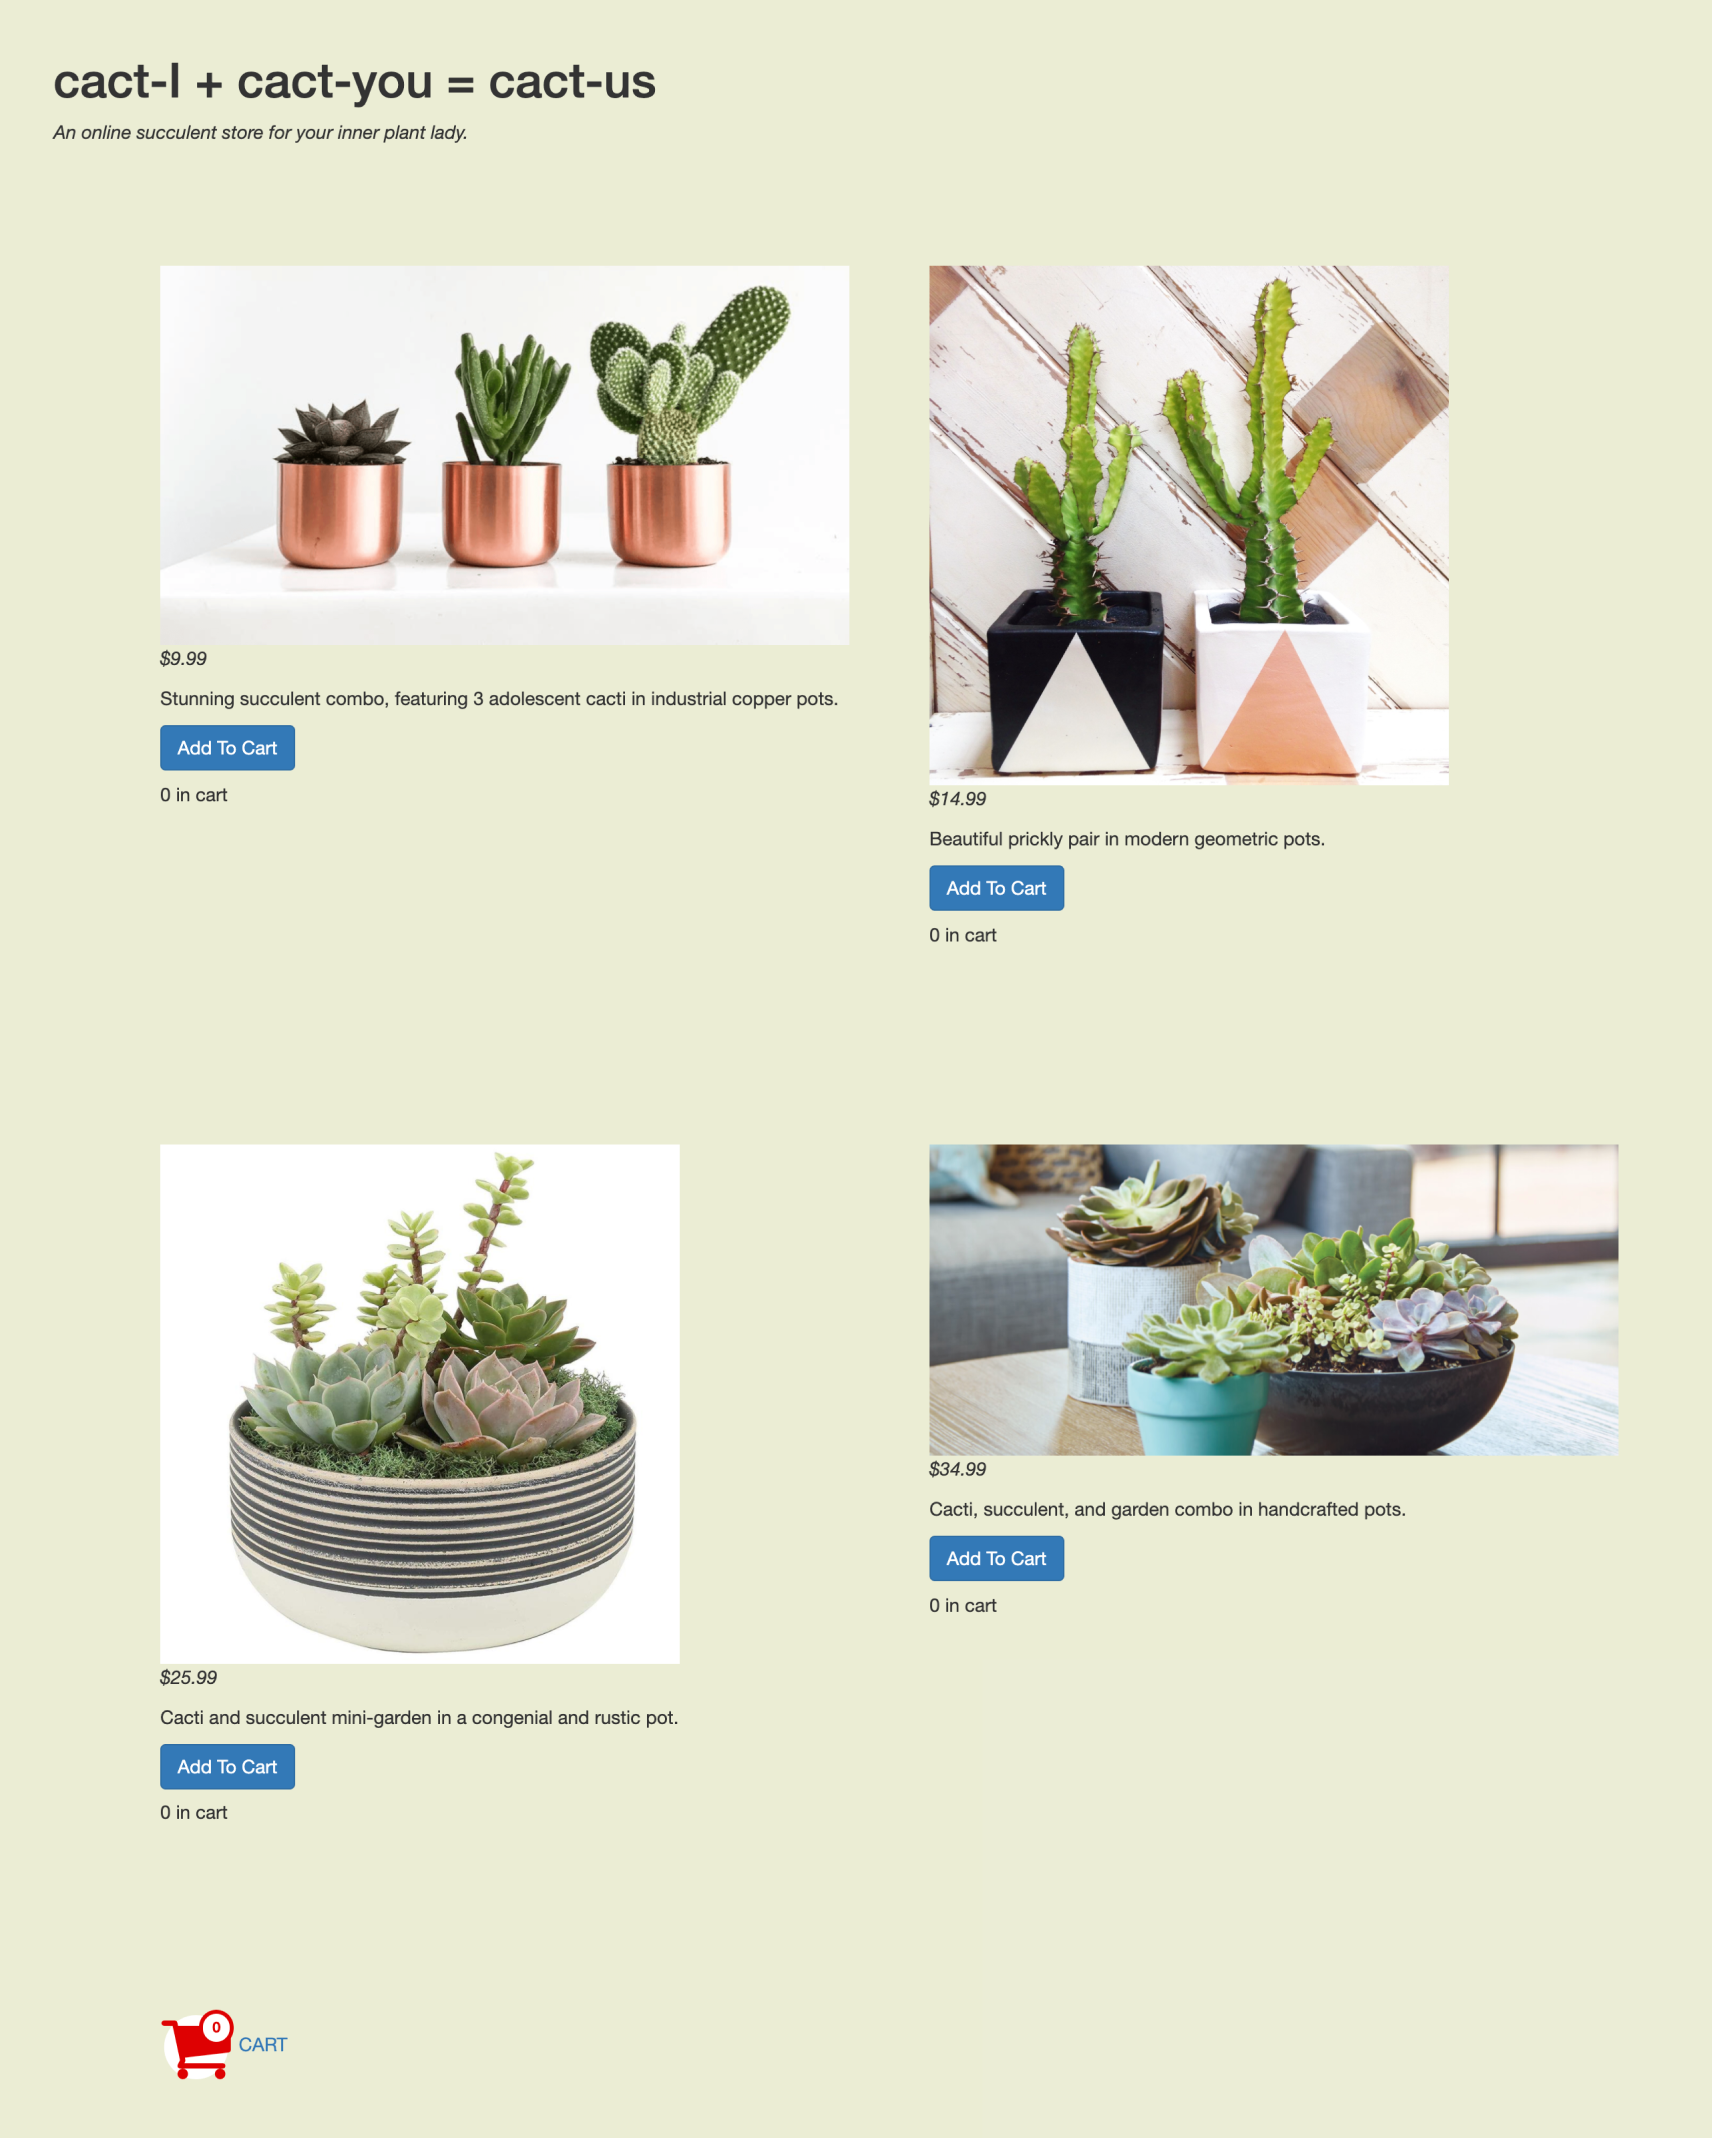 cact-I + cact-you = cact-us
An online succulent store for your inner plant lady.
$9.99
Stunning succulent combo, featuring 3 adolescent cacti in industrial copper pots.
Add To Cart
0 in cart
$14.99
Beautiful prickly pair in modern geometric pots.
Add To Cart
0 in cart
$25.99
Cacti and succulent mini-garden in a congenial and rustic pot.
Add To Cart
0 in cart
$34.99
Cacti, succulent, and garden combo in handcrafted pots.
Add To Cart
0 in cart
0
CART